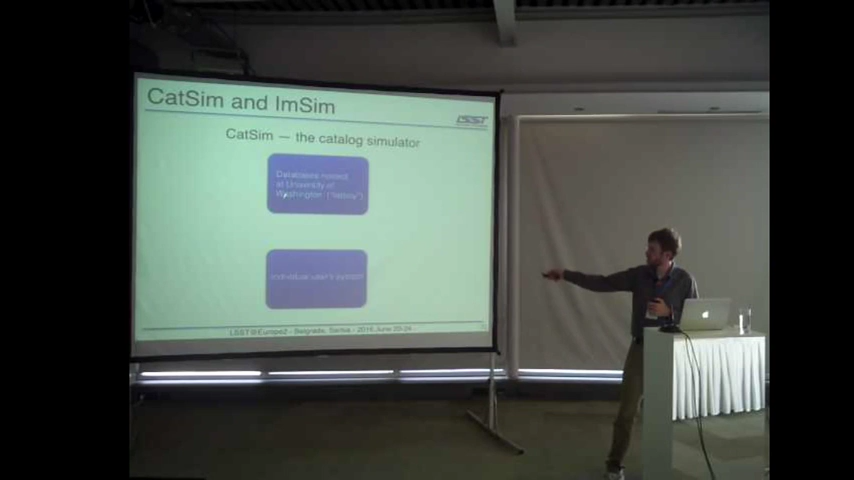 CatSim and ImSim
LSST
CatSim — the catalog simulator
Databases hosted
at University of
Washington ("fatboy")
Individual user's system
LSST@Europe2 - Belgrade, Serbia - 2016 June 20-24